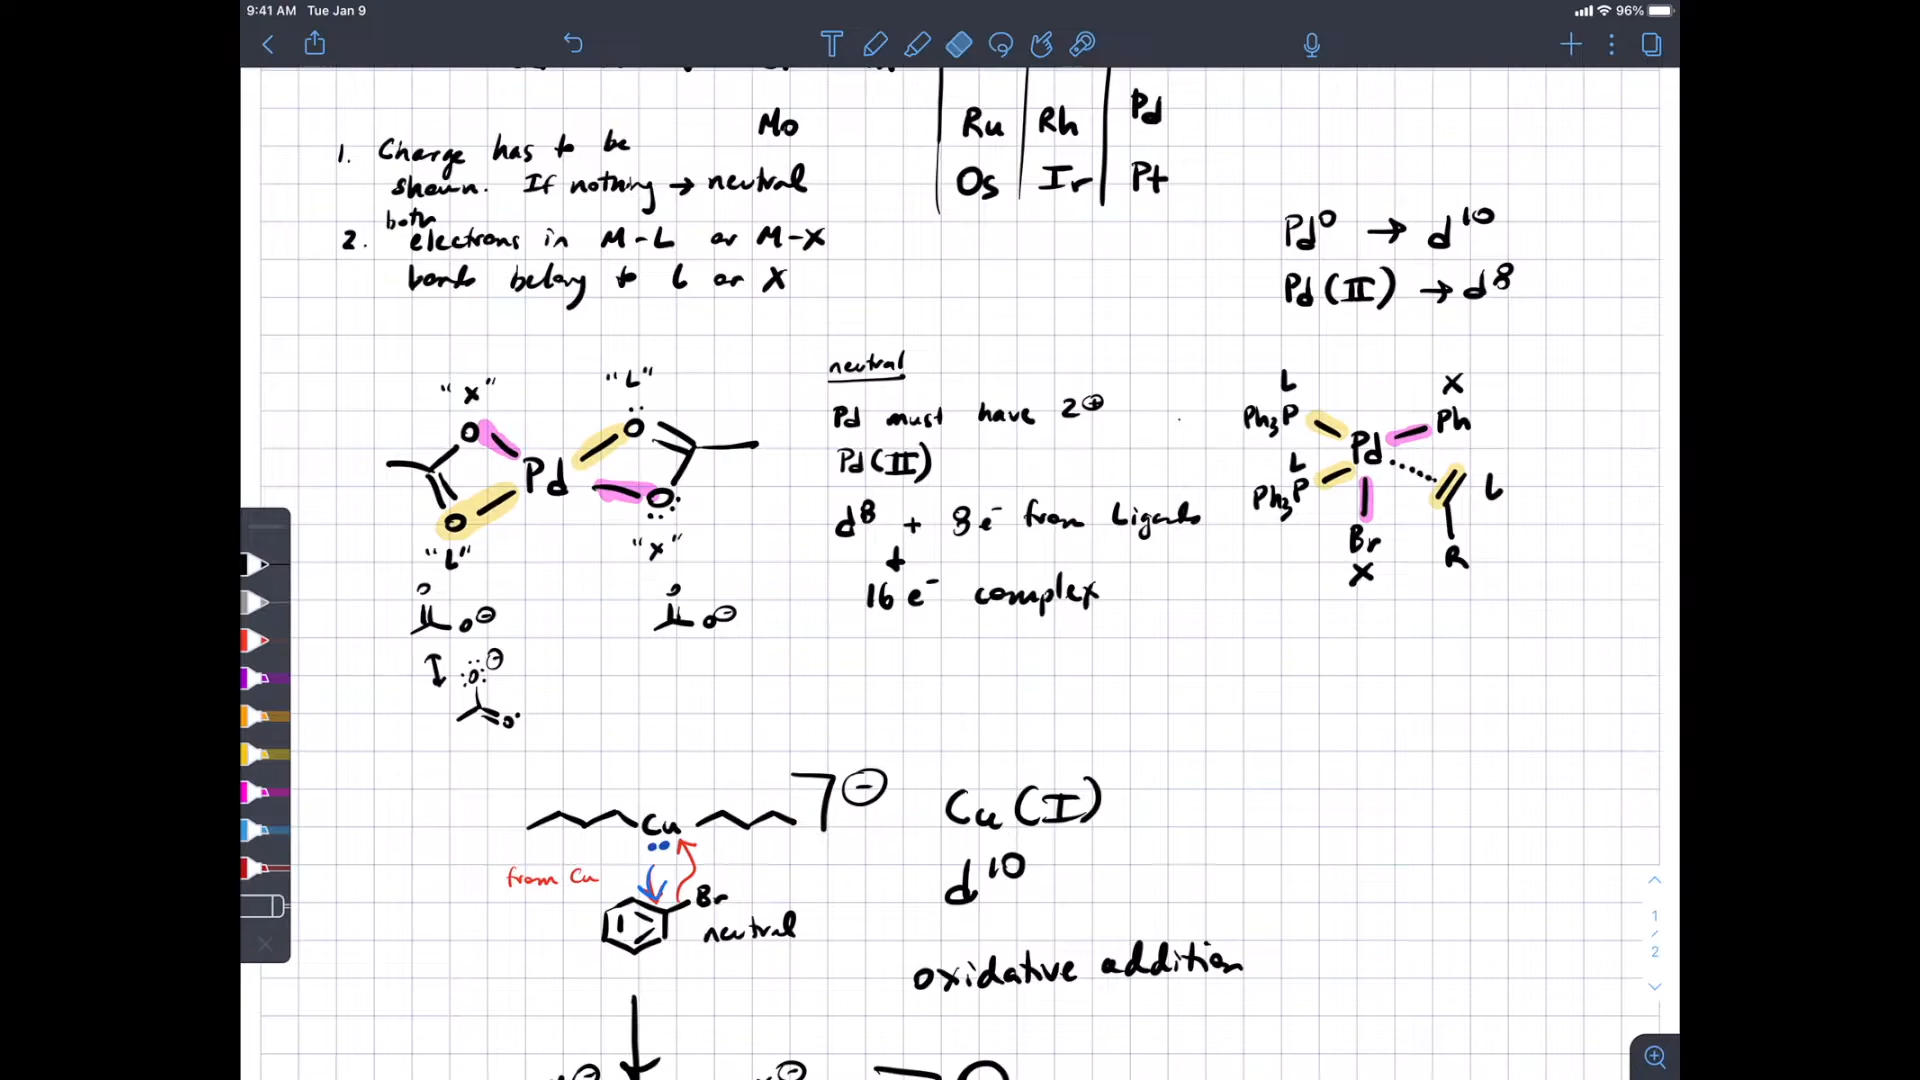 9:41 AM Tue Jan 9
96%
Mo
Ru Rh Pd
Os Ir Pt
1. Charge has to be
shown. If nothing → neutral
both
2. electrons in M-L or M-X
bonds belong to L or X
Pd⁰ → d¹⁰
Pd(II) → d⁸
"X" "L"
O O
Pd
O O
"L" "X"
O O
O⊖ O⊖
O⊖
O
neutral
Pd must have 2⊕
Pd(II)
d⁸ + 8e⁻ from Ligands
↓
16 e⁻ complex
L X
Ph₃P Ph
Pd
L
Ph₃P L
Br R
X
Cu ⊖
from Cu
Br
neutral
Cu(I)
d¹⁰
oxidative addition
1
/
2